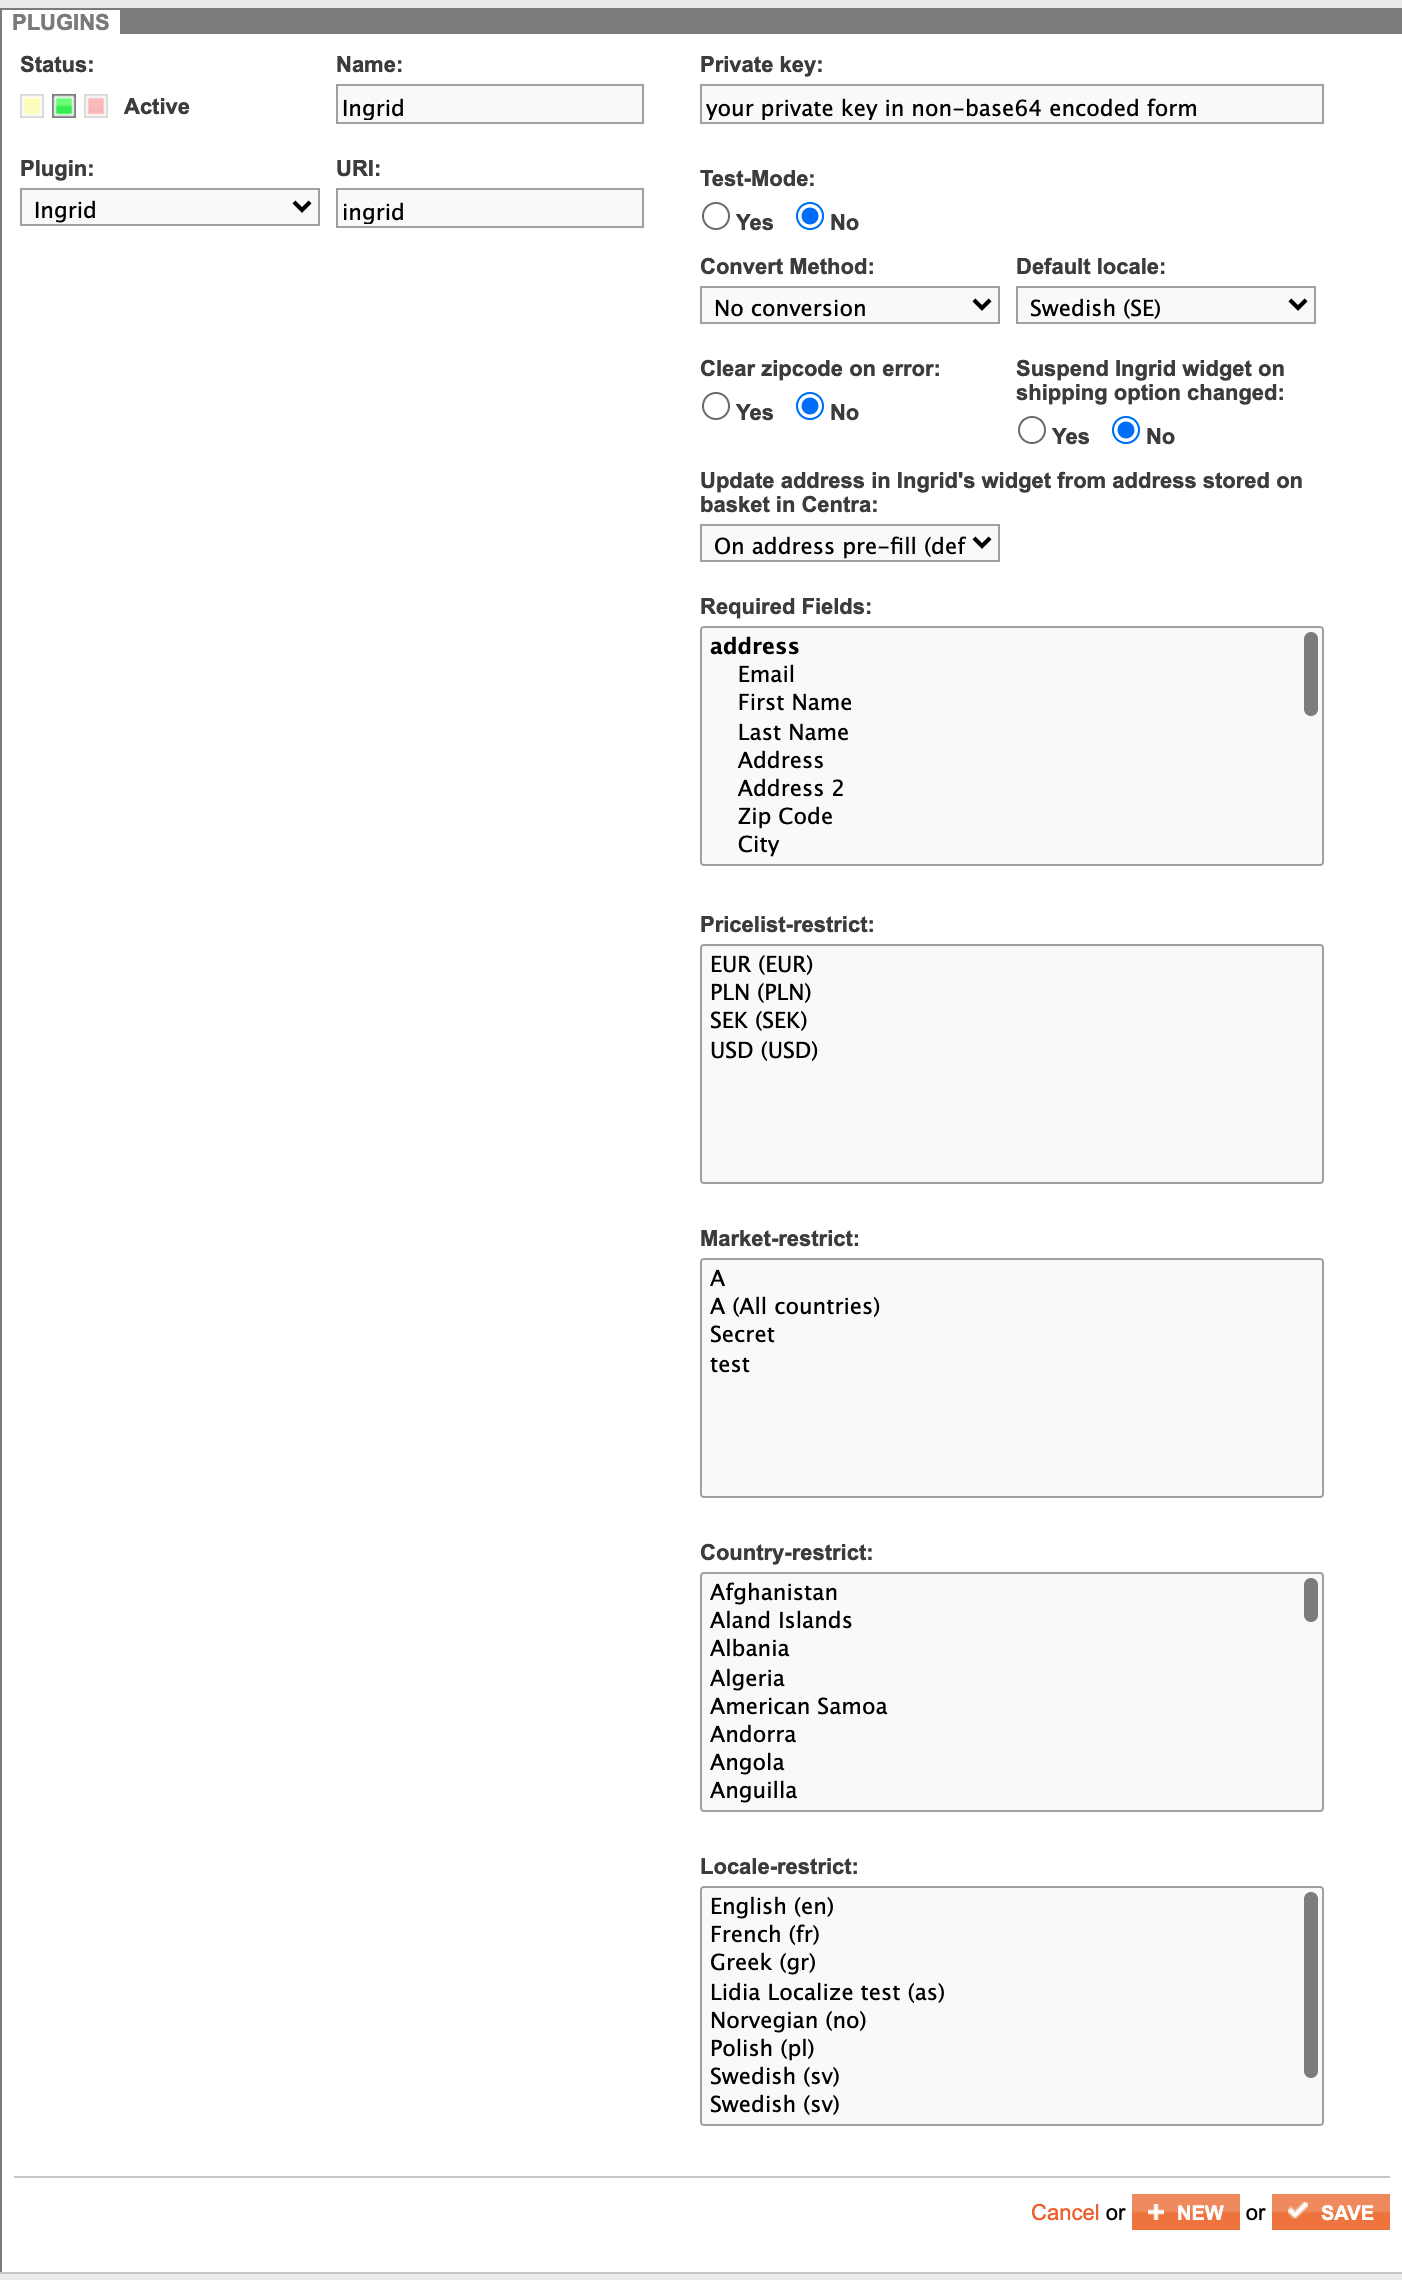 PLUGINS
Status:
Active
Name:
Ingrid
Plugin:
Ingrid
URI:
ingrid
Private key:
your private key in non-base64 encoded form
Test-Mode:
Yes No
Convert Method:
No conversion
Default locale:
Swedish (SE)
Clear zipcode on error:
Yes No
Suspend Ingrid widget on
shipping option changed:
Yes No
Update address in Ingrid's widget from address stored on
basket in Centra:
On address pre-fill (def
Required Fields:
address
Email
First Name
Last Name
Address
Address 2
Zip Code
City
Pricelist-restrict:
EUR (EUR)
PLN (PLN)
SEK (SEK)
USD (USD)
Market-restrict:
A
A (All countries)
Secret
test
Country-restrict:
Afghanistan
Aland Islands
Albania
Algeria
American Samoa
Andorra
Angola
Anguilla
Locale-restrict:
English (en)
French (fr)
Greek (gr)
Lidia Localize test (as)
Norwegian (no)
Polish (pl)
Swedish (sv)
Swedish (sv)
Cancel or + NEW or SAVE